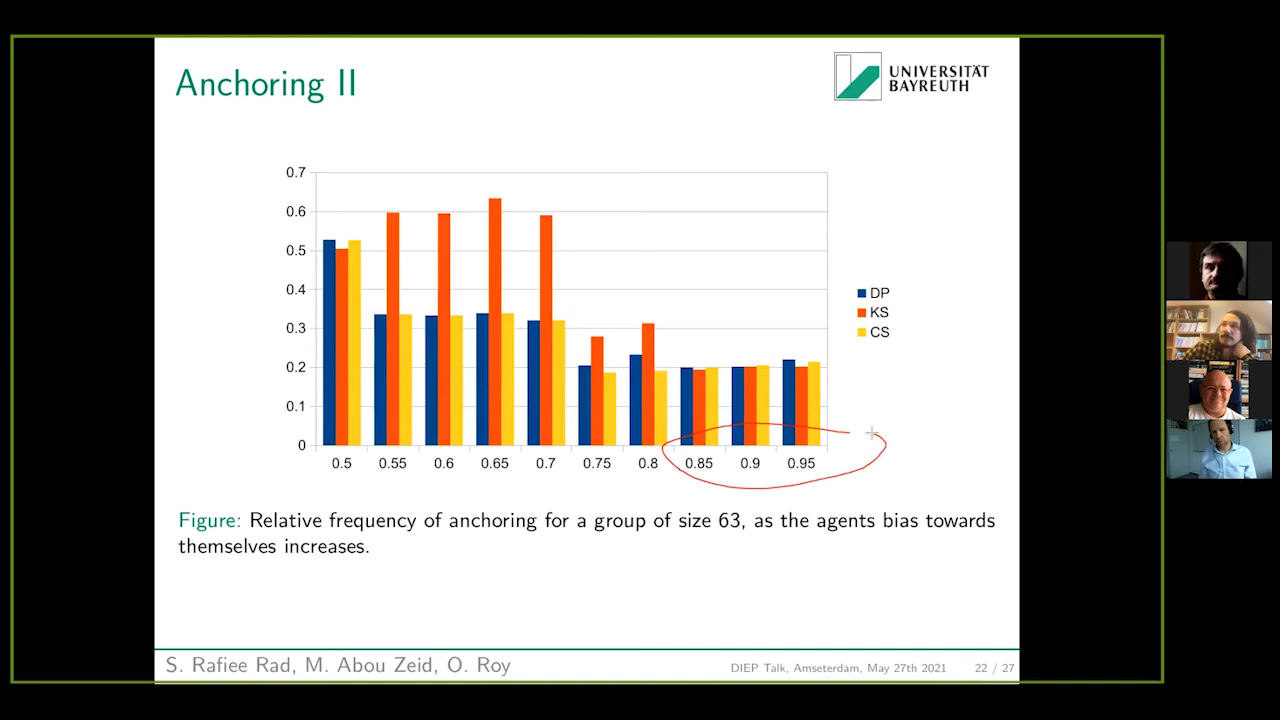 Anchoring II
UNIVERSITÄT
BAYREUTH
0.7
0.6
0.5
0.4
0.3
0.2
0.1
0
0.5 0.55 0.6 0.65 0.7 0.75 0.8 0.85 0.9 0.95
DP
KS
CS
Figure: Relative frequency of anchoring for a group of size 63, as the agents bias towards
themselves increases.
S. Rafiee Rad, M. Abou Zeid, O. Roy
DIEP Talk, Amseterdam, May 27th 2021 22 / 27